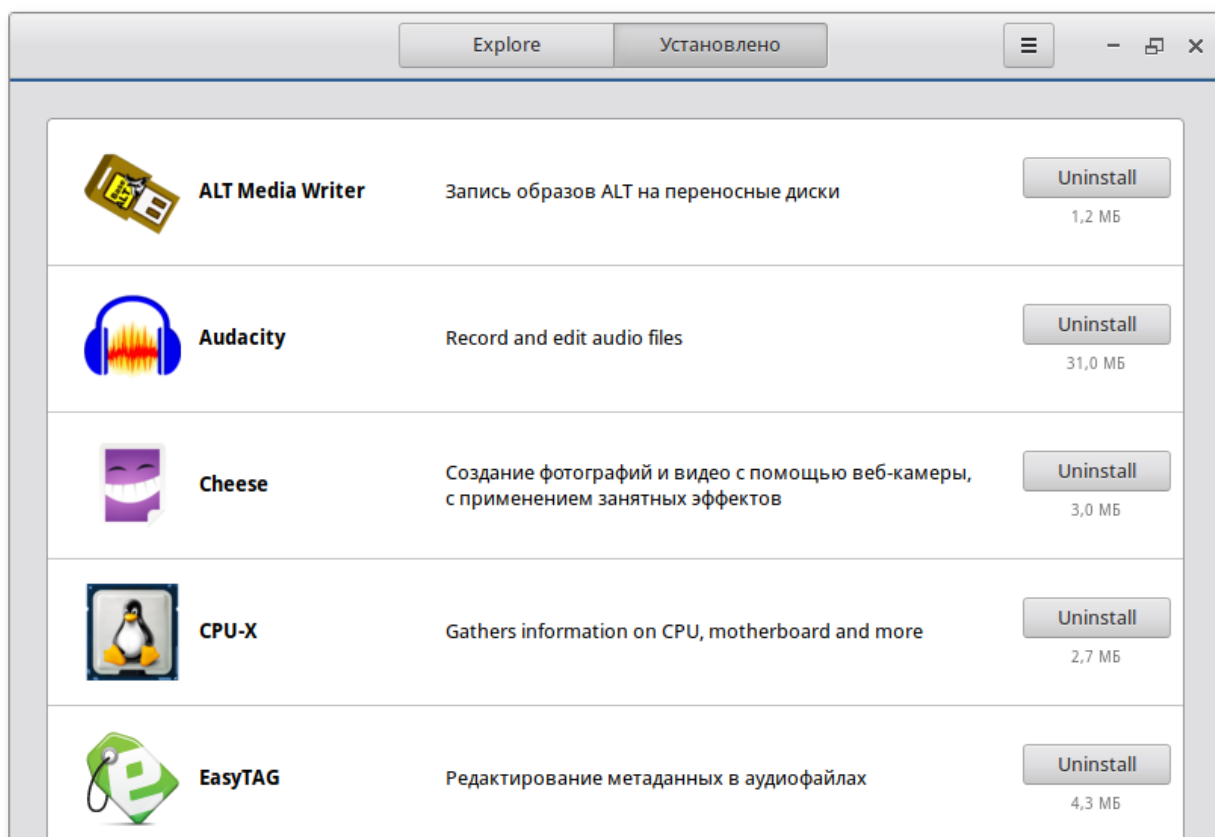 Explore
Установлено
ALT Media Writer
Запись образов ALT на переносные диски
Uninstall
1,2 МБ
Audacity
Record and edit audio files
Uninstall
31,0 МБ
Cheese
Создание фотографий и видео с помощью веб-камеры,
с применением занятных эффектов
Uninstall
3,0 МБ
CPU-X
Gathers information on CPU, motherboard and more
Uninstall
2,7 МБ
EasyTAG
Редактирование метаданных в аудиофайлах
Uninstall
4,3 МБ